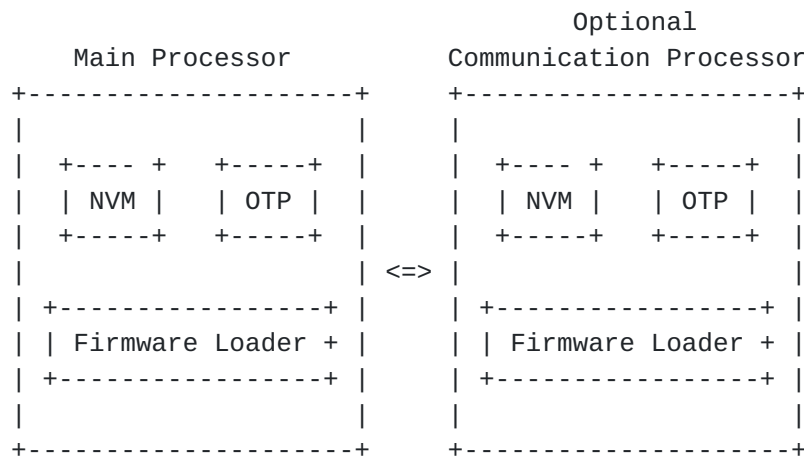 Optional
    Main Processor          Communication Processor
+---------------------+     +---------------------+
|                     |     |                     |
|  +---- +   +-----+  |     |  +---- +   +-----+  |
|  | NVM |   | OTP |  |     |  | NVM |   | OTP |  |
|  +-----+   +-----+  |     |  +-----+   +-----+  |
|                     | <=> |                     |
| +-----------------+ |     | +-----------------+ |
| | Firmware Loader + |     | | Firmware Loader + |
| +-----------------+ |     | +-----------------+ |
|                     |     |                     |
+---------------------+     +---------------------+